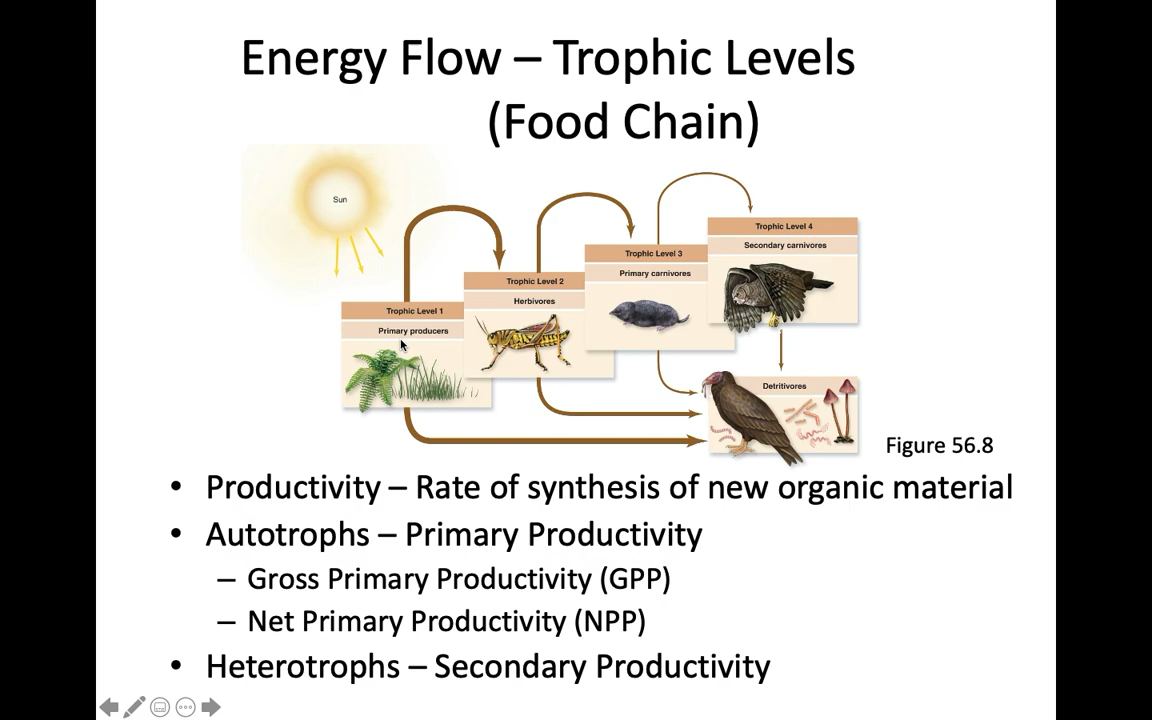 Energy Flow – Trophic Levels
(Food Chain)
Sun
Trophic Level 4
Secondary carnivores
Trophic Level 3
Primary carnivores
Trophic Level 2
Herbivores
Trophic Level 1
Primary producers
Detritivores
Figure 56.8
• Productivity – Rate of synthesis of new organic material
• Autotrophs – Primary Productivity
– Gross Primary Productivity (GPP)
– Net Primary Productivity (NPP)
• Heterotrophs – Secondary Productivity